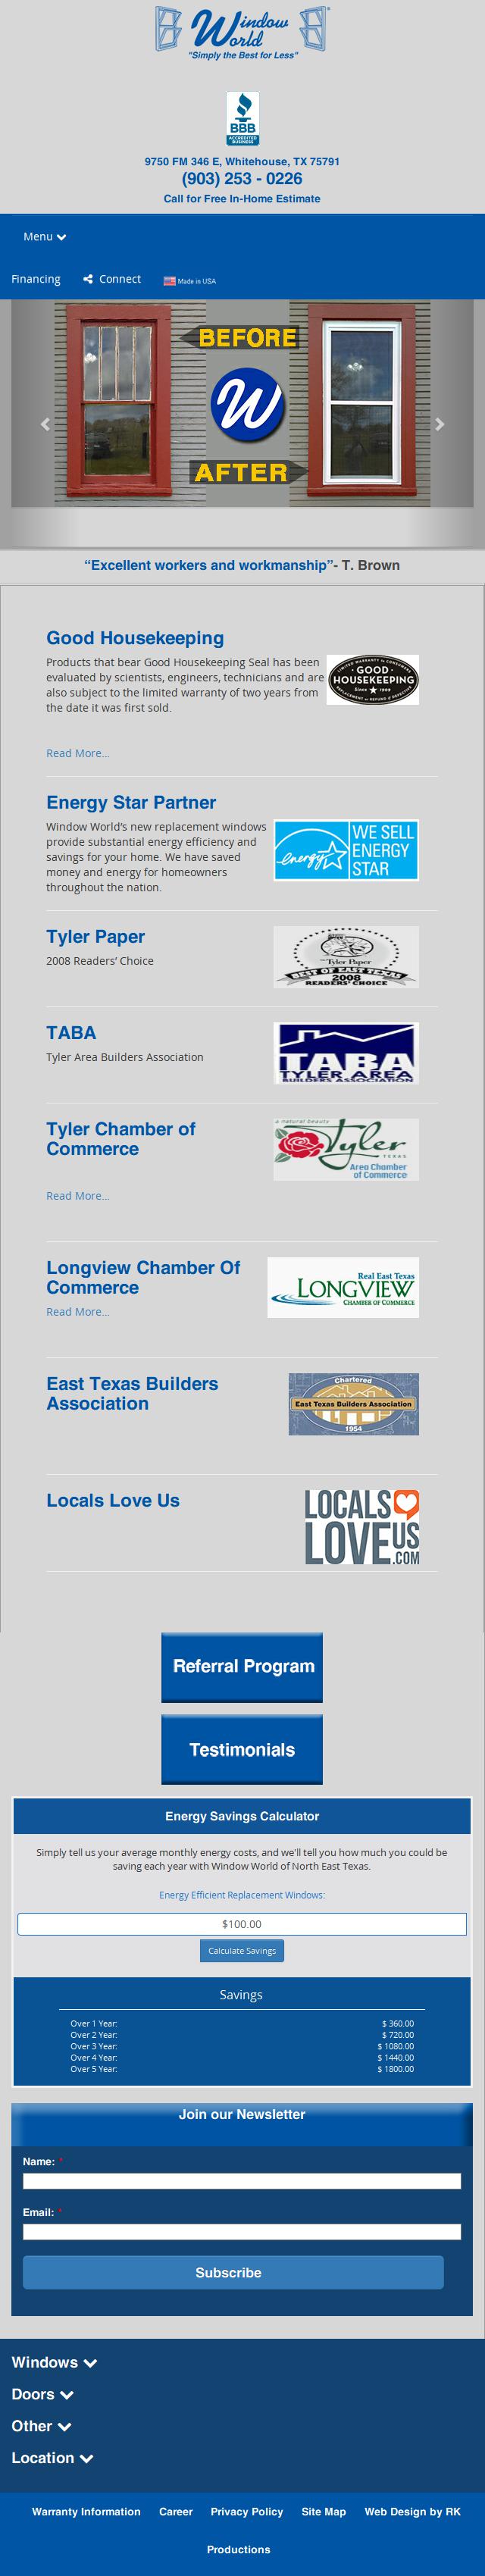 Window
World®
"Simply the Best for Less"
BBB
ACCREDITED
BUSINESS
9750 FM 346 E, Whitehouse, TX 75791
(903) 253 - 0226
Call for Free In-Home Estimate
Menu
Financing
Connect
Made in USA
BEFORE
W
AFTER
“Excellent workers and workmanship”- T. Brown
Good Housekeeping
Products that bear Good Housekeeping Seal has been
evaluated by scientists, engineers, technicians and are
also subject to the limited warranty of two years from
the date it was first sold.
LIMITED WARRANTY TO CONSUMERS
GOOD
HOUSEKEEPING
Since 1909
REPLACEMENT OR REFUND IF DEFECTIVE
Read More...
Energy Star Partner
Window World’s new replacement windows
provide substantial energy efficiency and
savings for your home. We have saved
money and energy for homeowners
throughout the nation.
energy
WE SELL
ENERGY
STAR
Tyler Paper
2008 Readers’ Choice
Tyler Paper
BEST OF EAST TEXAS
2008
READERS' CHOICE
TABA
Tyler Area Builders Association
TABA
TYLER AREA
BUILDERS ASSOCIATION
Tyler Chamber of
Commerce
a natural beauty
Tyler
TEXAS
Area Chamber
of Commerce
Read More...
Longview Chamber Of
Commerce
Read More...
Real East Texas
LONGVIEW
CHAMBER OF COMMERCE
East Texas Builders
Association
Chartered
East Texas Builders Association
1954
Locals Love Us
LOCALS
LOVE US
.COM
Referral Program
Testimonials
Energy Savings Calculator
Simply tell us your average monthly energy costs, and we'll tell you how much you could be
saving each year with Window World of North East Texas.
Energy Efficient Replacement Windows:
$100.00
Calculate Savings
Savings
Over 1 Year: $ 360.00
Over 2 Year: $ 720.00
Over 3 Year: $ 1080.00
Over 4 Year: $ 1440.00
Over 5 Year: $ 1800.00
Join our Newsletter
Name: *
Email: *
Subscribe
Windows
Doors
Other
Location
Warranty Information Career Privacy Policy Site Map Web Design by RK
Productions